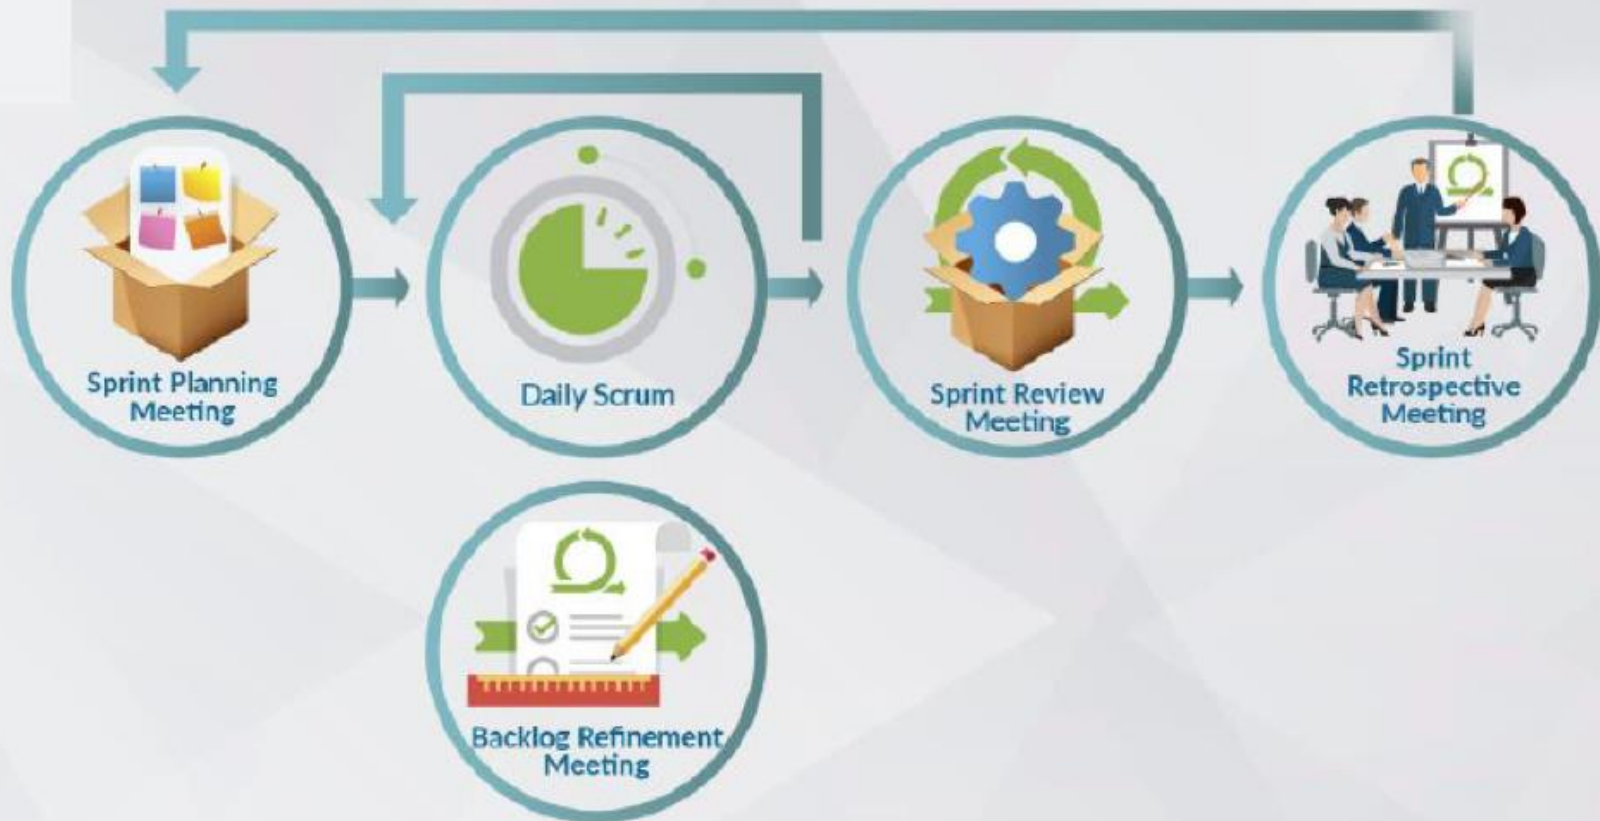 Sprint Planning
Meeting
Daily Scrum
Sprint Review
Meeting
Sprint
Retrospective
Meeting
Backlog Refinement
Meeting